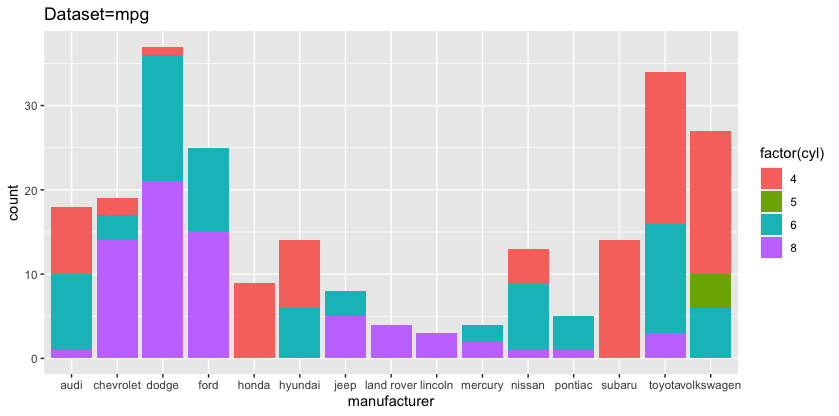 Dataset=mpg
count
30
20
10
0
audi chevrolet dodge ford honda hyundai jeep land rover lincoln mercury nissan pontiac subaru toyota volkswagen
manufacturer
factor(cyl)
4
5
6
8